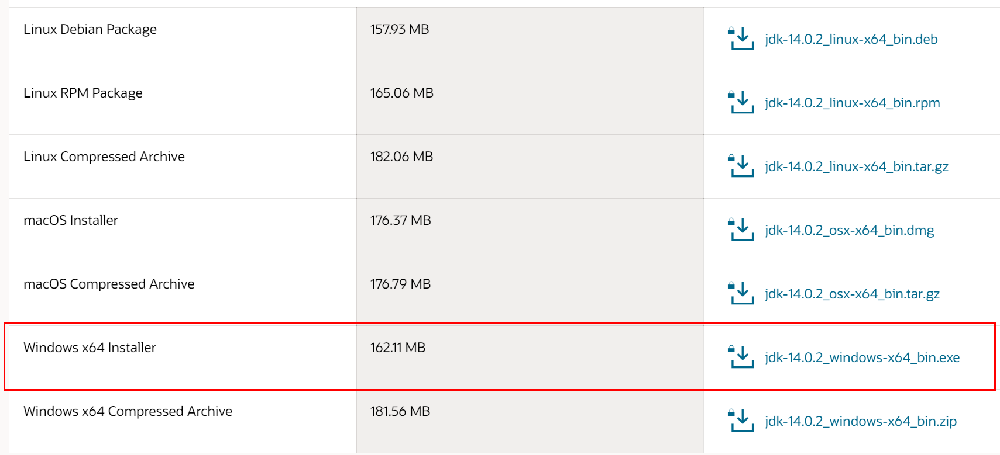 Linux Debian Package 157.93 MB jdk-14.0.2_linux-x64_bin.deb
Linux RPM Package 165.06 MB jdk-14.0.2_linux-x64_bin.rpm
Linux Compressed Archive 182.06 MB jdk-14.0.2_linux-x64_bin.tar.gz
macOS Installer 176.37 MB jdk-14.0.2_osx-x64_bin.dmg
macOS Compressed Archive 176.79 MB jdk-14.0.2_osx-x64_bin.tar.gz
Windows x64 Installer 162.11 MB jdk-14.0.2_windows-x64_bin.exe
Windows x64 Compressed Archive 181.56 MB jdk-14.0.2_windows-x64_bin.zip